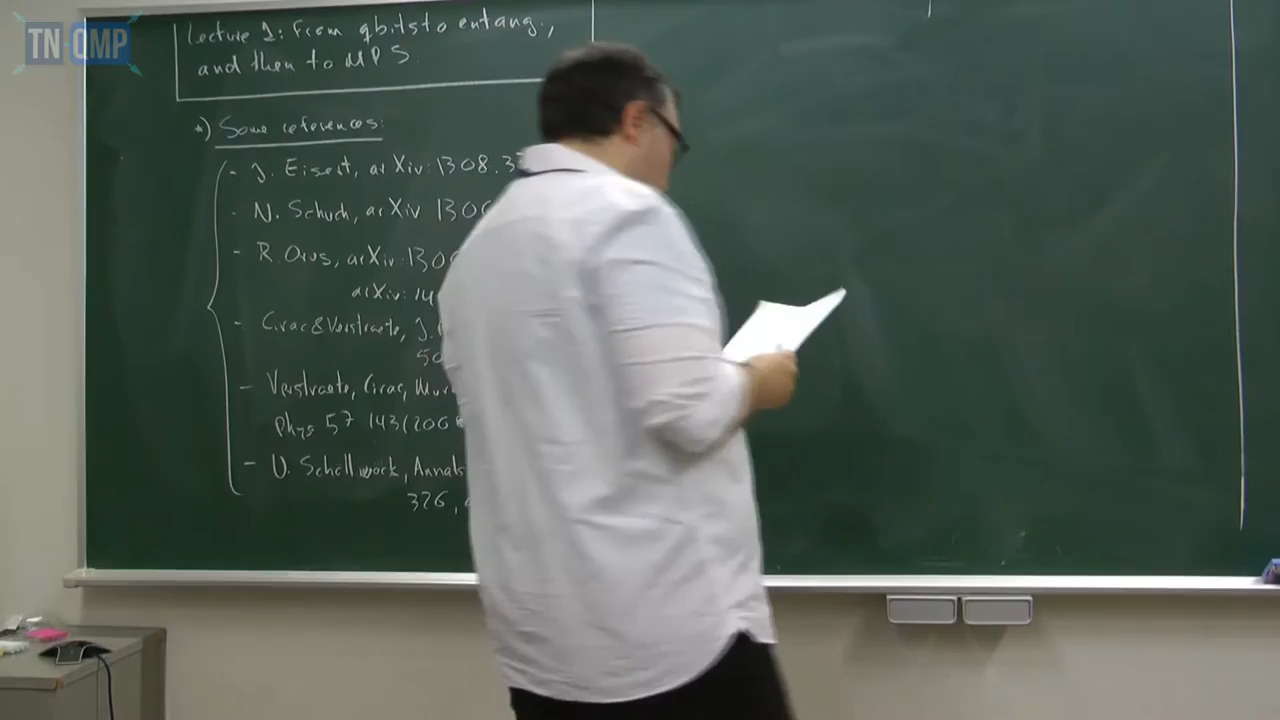 TN-QMP
Lecture 1: From qbits to entang.,
and then to MPS
*) Some references:
- J. Eisert, arXiv: 1308.3
- N. Schuch, arXiv 130
- R. Orus, arXiv: 130
arXiv: 14
- Cirac & Verstraete, J.
50
- Verstraete, Cirac, Mur
Phys 57 143 (200
- U. Schollwock, Annals
326,